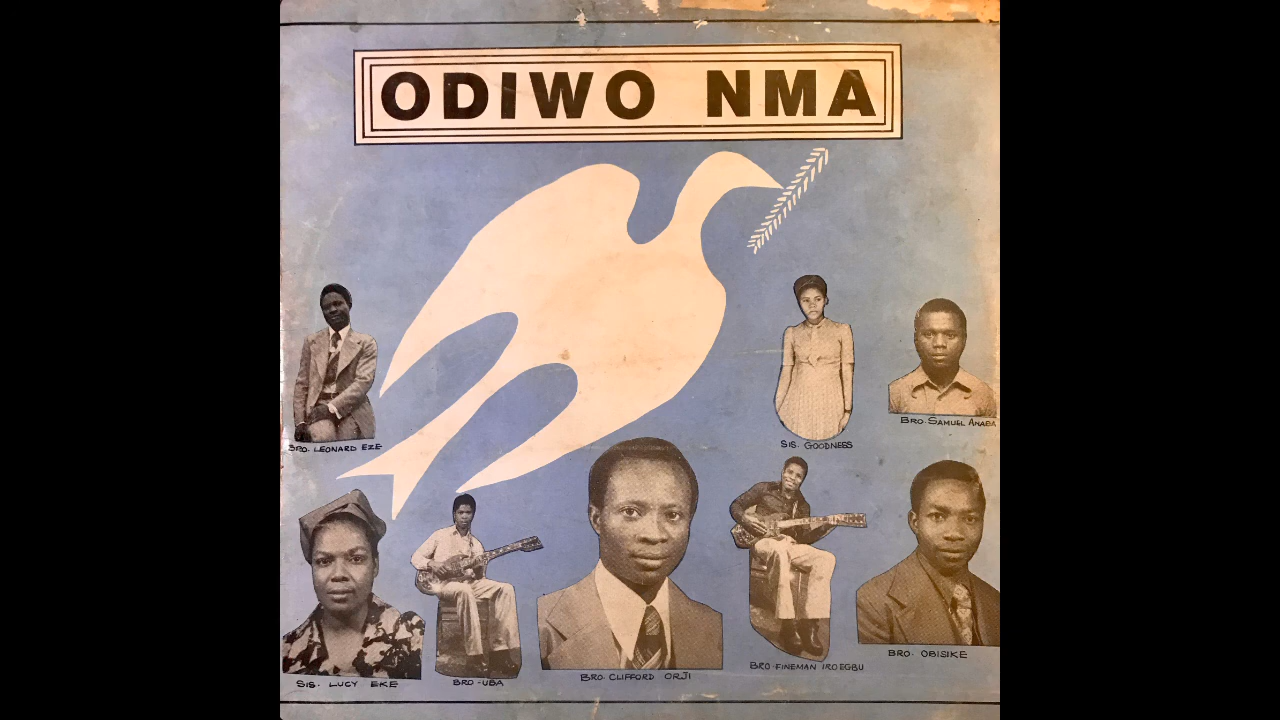 ODIWO NMA
BRO. LEONARD EZE
SIS. GOODNESS
BRO. SAMUEL AHABA
SIS. LUCY EKE
BRO - UBA
BRO. CLIFFORD ORJI
BRO. FINEMAN IROEGBU
BRO. OBISIKE